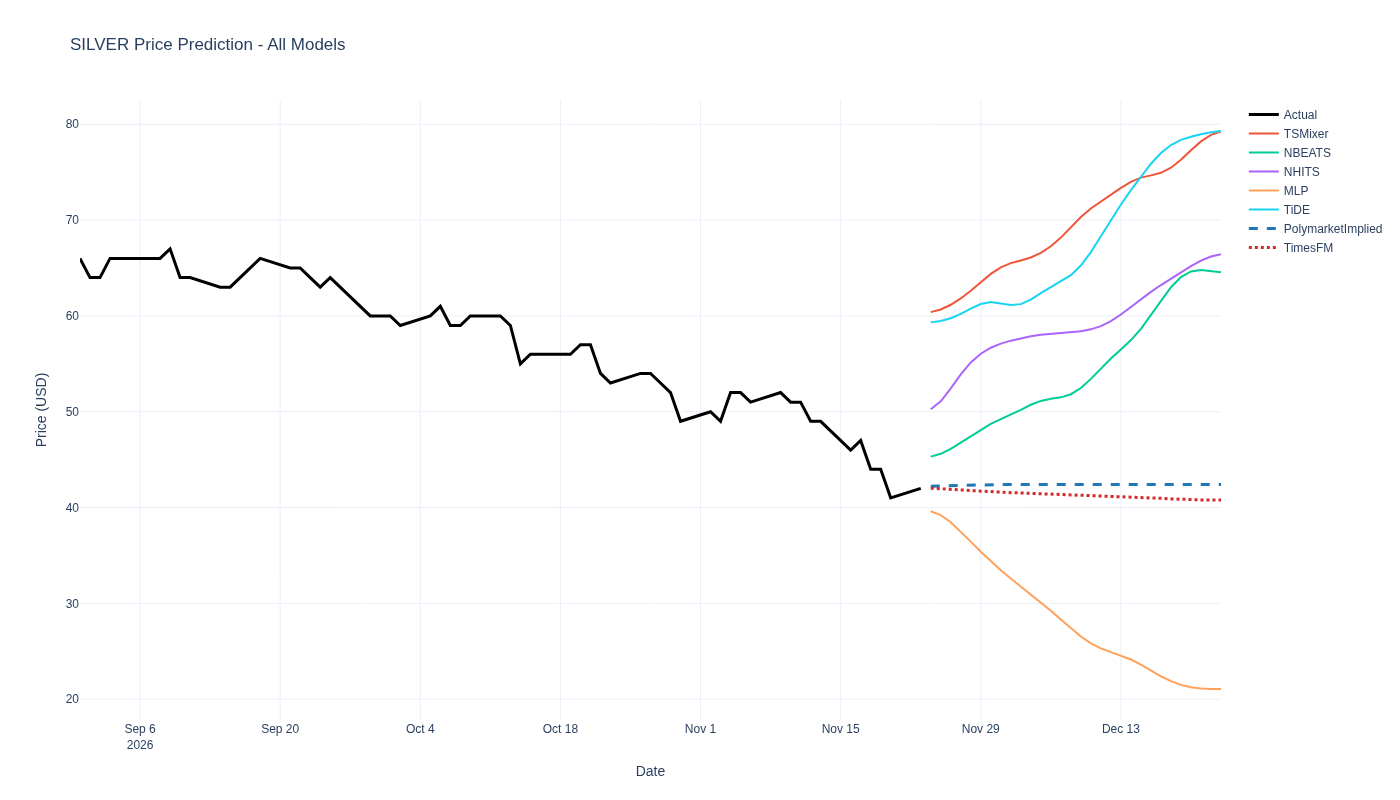 SILVER Price Prediction - All Models
Price (USD)
80
70
60
50
40
30
20
Sep 6
2026
Sep 20
Oct 4
Oct 18
Nov 1
Nov 15
Nov 29
Dec 13
Date
Actual
TSMixer
NBEATS
NHITS
MLP
TiDE
PolymarketImplied
TimesFM